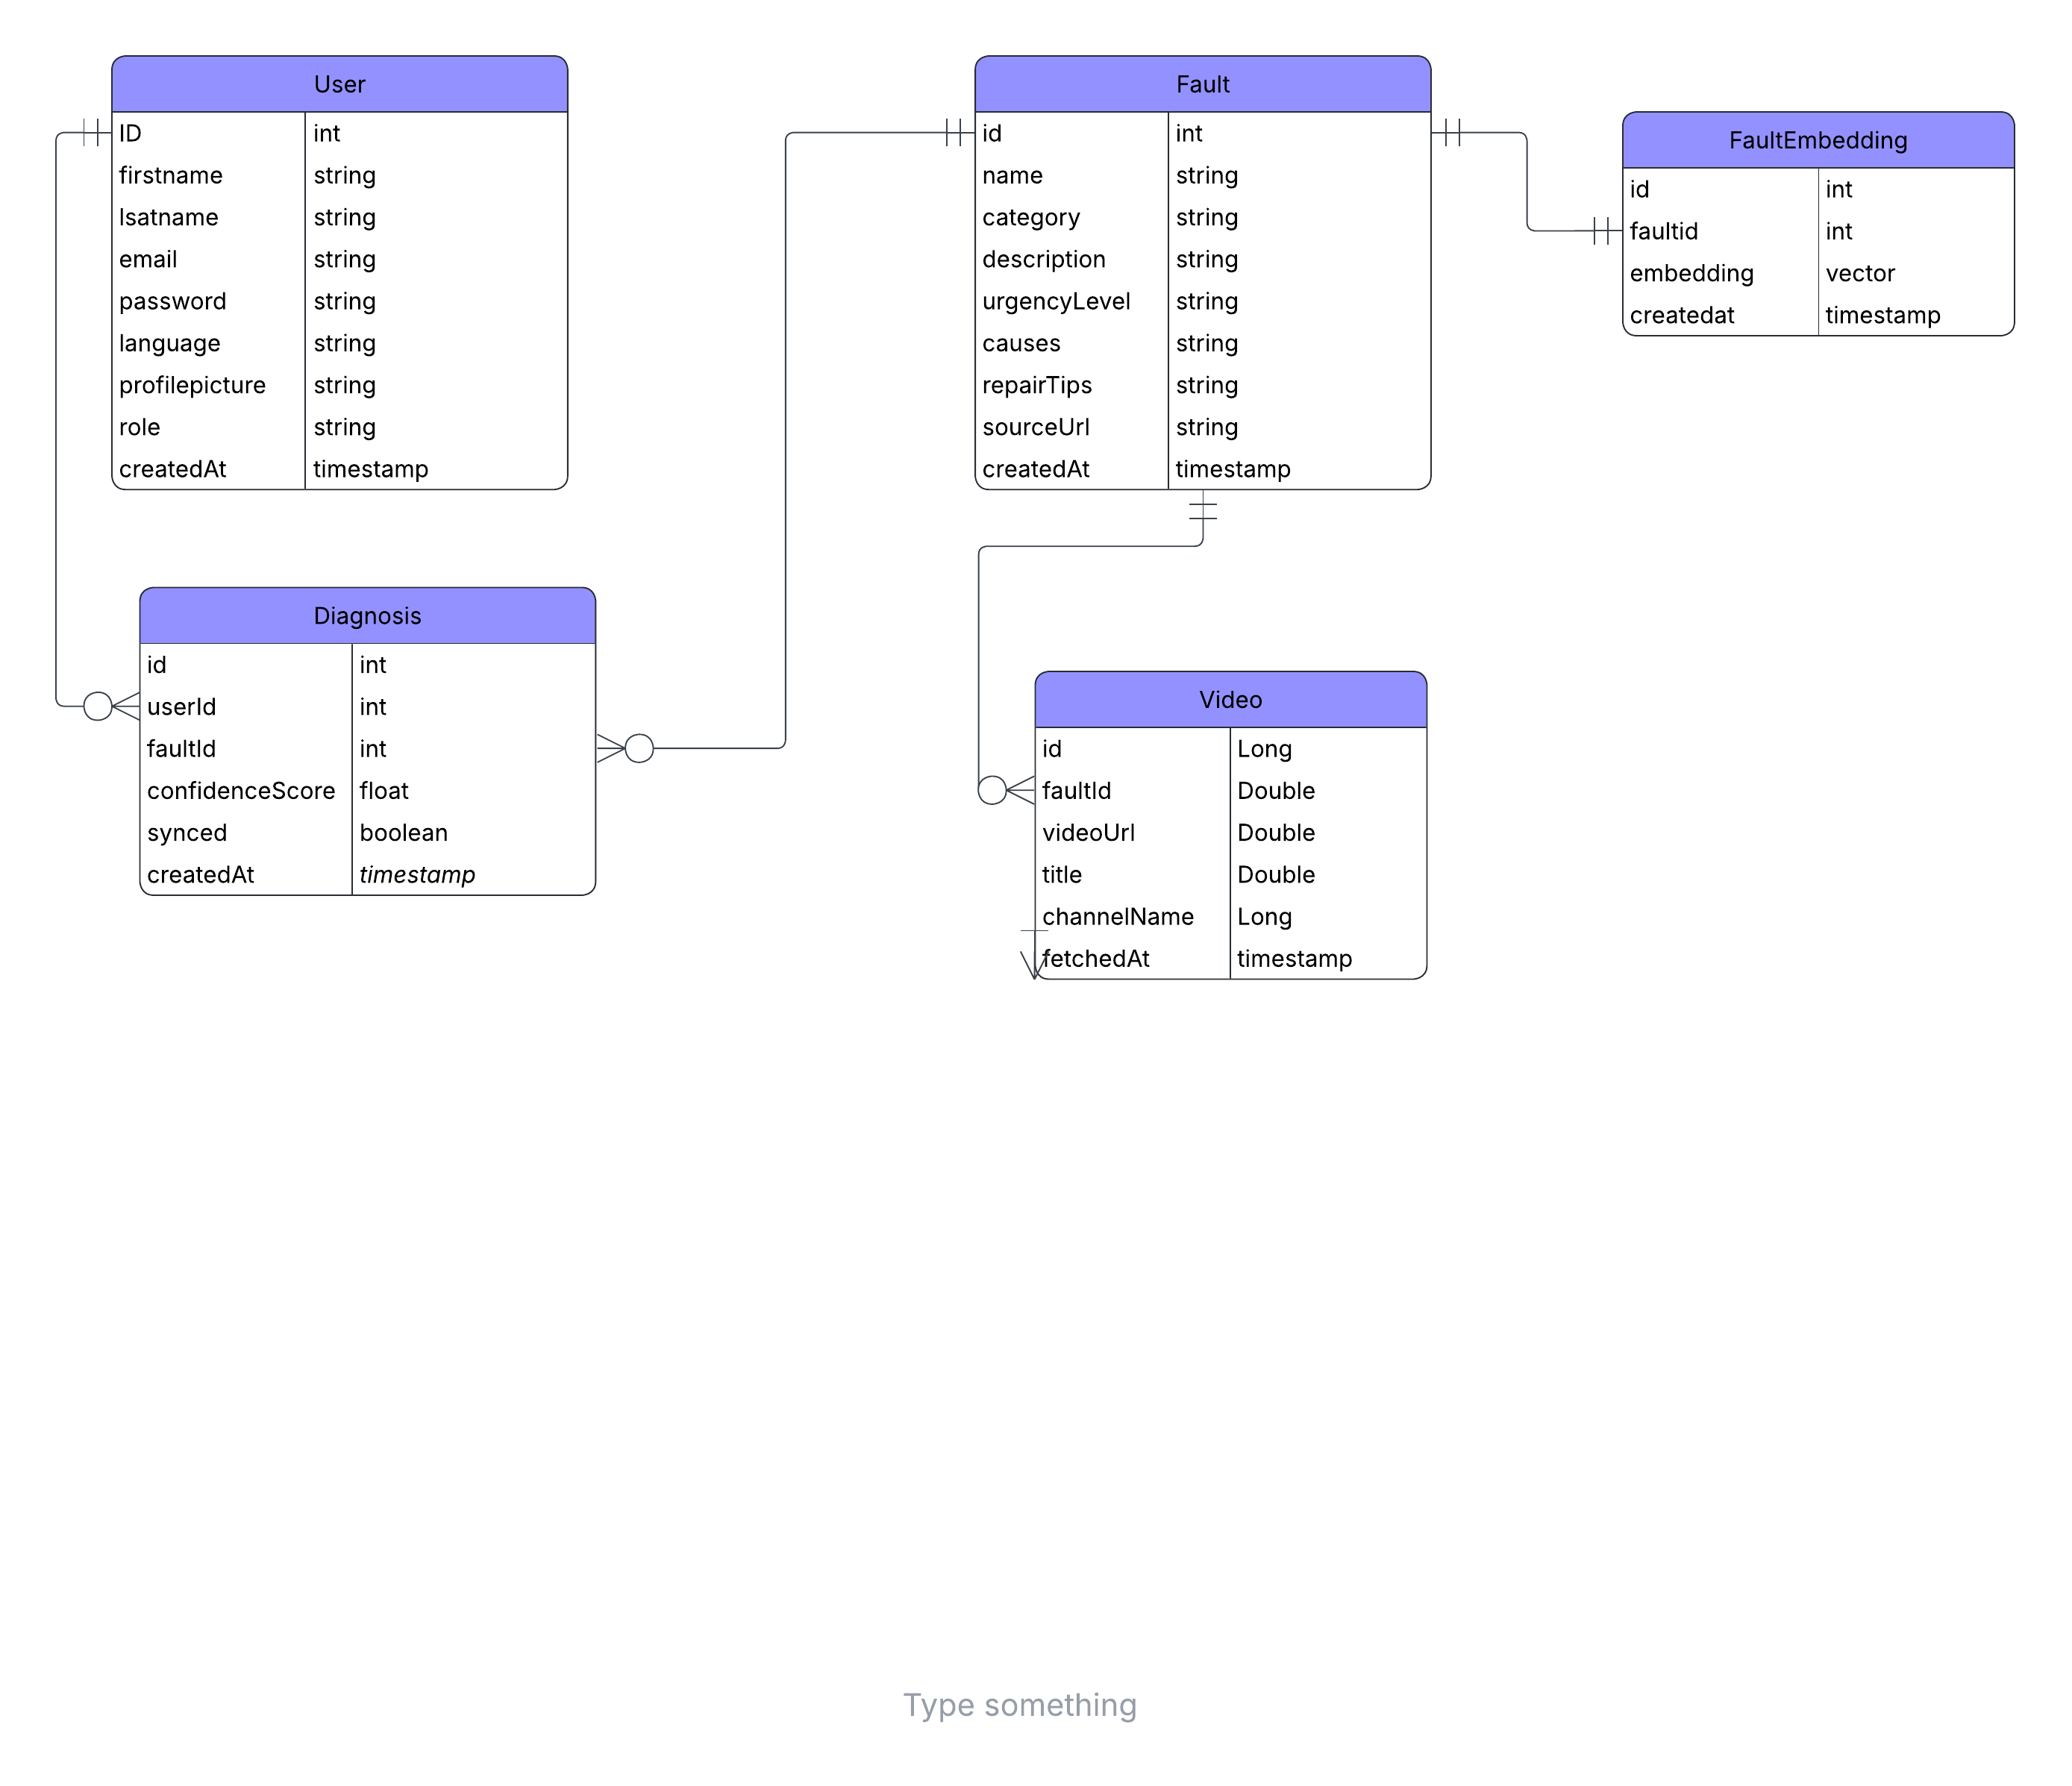 User
ID int
firstname string
lsatname string
email string
password string
language string
profilepicture string
role string
createdAt timestamp
Fault
id int
name string
category string
description string
urgencyLevel string
causes string
repairTips string
sourceUrl string
createdAt timestamp
FaultEmbedding
id int
faultid int
embedding vector
createdat timestamp
Diagnosis
id int
userId int
faultId int
confidenceScore float
synced boolean
createdAt timestamp
Video
id Long
faultId Double
videoUrl Double
title Double
channelName Long
fetchedAt timestamp
Type something